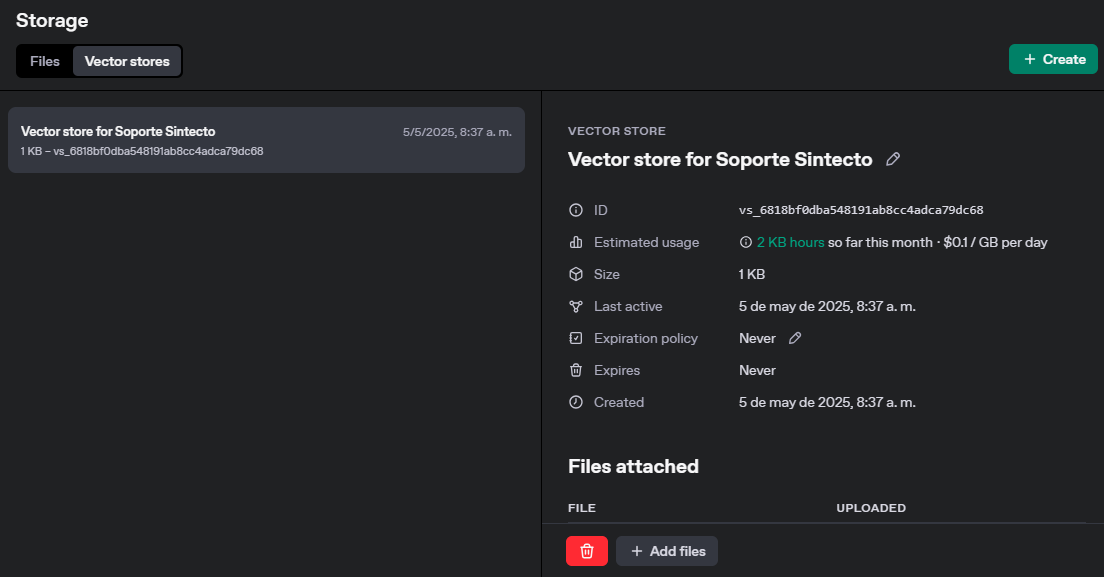 Storage
Files
Vector stores
+ Create
Vector store for Soporte Sintecto
5/5/2025, 8:37 a. m.
1 KB – vs_6818bf0dba548191ab8cc4adca79dc68
VECTOR STORE
Vector store for Soporte Sintecto
ID vs_6818bf0dba548191ab8cc4adca79dc68
Estimated usage 2 KB hours so far this month · $0.1 / GB per day
Size 1 KB
Last active 5 de may de 2025, 8:37 a. m.
Expiration policy Never
Expires Never
Created 5 de may de 2025, 8:37 a. m.
Files attached
FILE UPLOADED
+ Add files